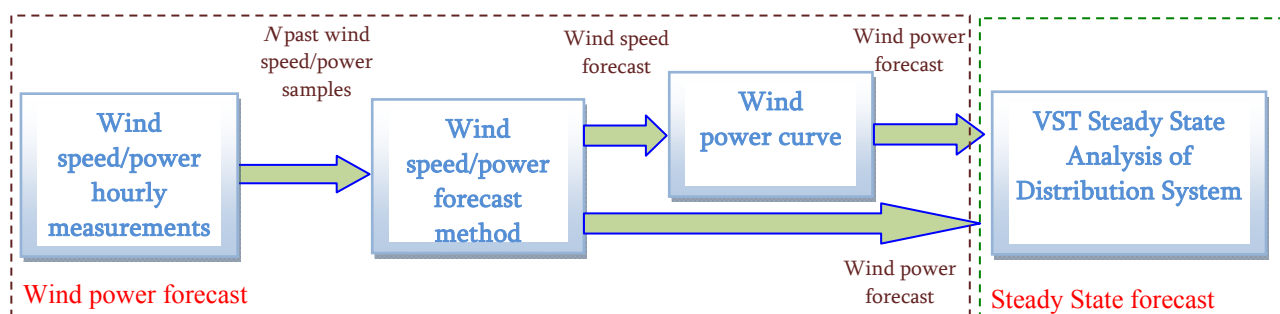 N past wind
speed/power
samples
Wind speed
forecast
Wind power
forecast
Wind
speed/power
hourly
measurements
Wind
speed/power
forecast
method
Wind
power curve
VST Steady State
Analysis of
Distribution System
Wind power
forecast
Wind power forecast
Steady State forecast